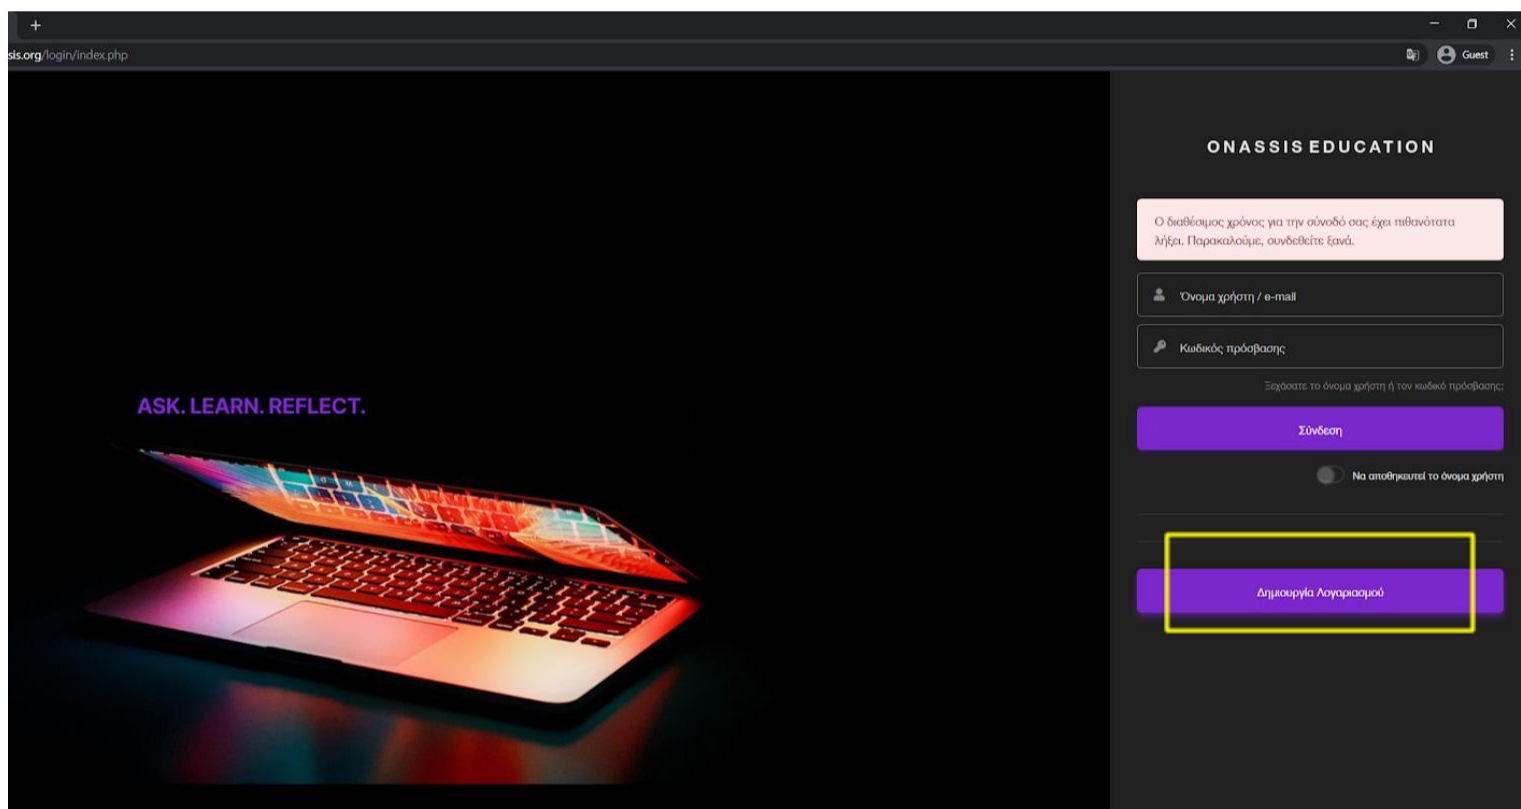 sis.org/login/index.php
Guest
ONASSIS EDUCATION
Ο διαθέσιμος χρόνος για την σύνοδό σας έχει πιθανότατα
λήξει. Παρακαλούμε, συνδεθείτε ξανά.
Όνομα χρήστη / e-mail
Κωδικός πρόσβασης
Ξεχάσατε το όνομα χρήστη ή τον κωδικό πρόσβασης;
ASK. LEARN. REFLECT.
Σύνδεση
Να αποθηκευτεί το όνομα χρήστη
Δημιουργία Λογαριασμού